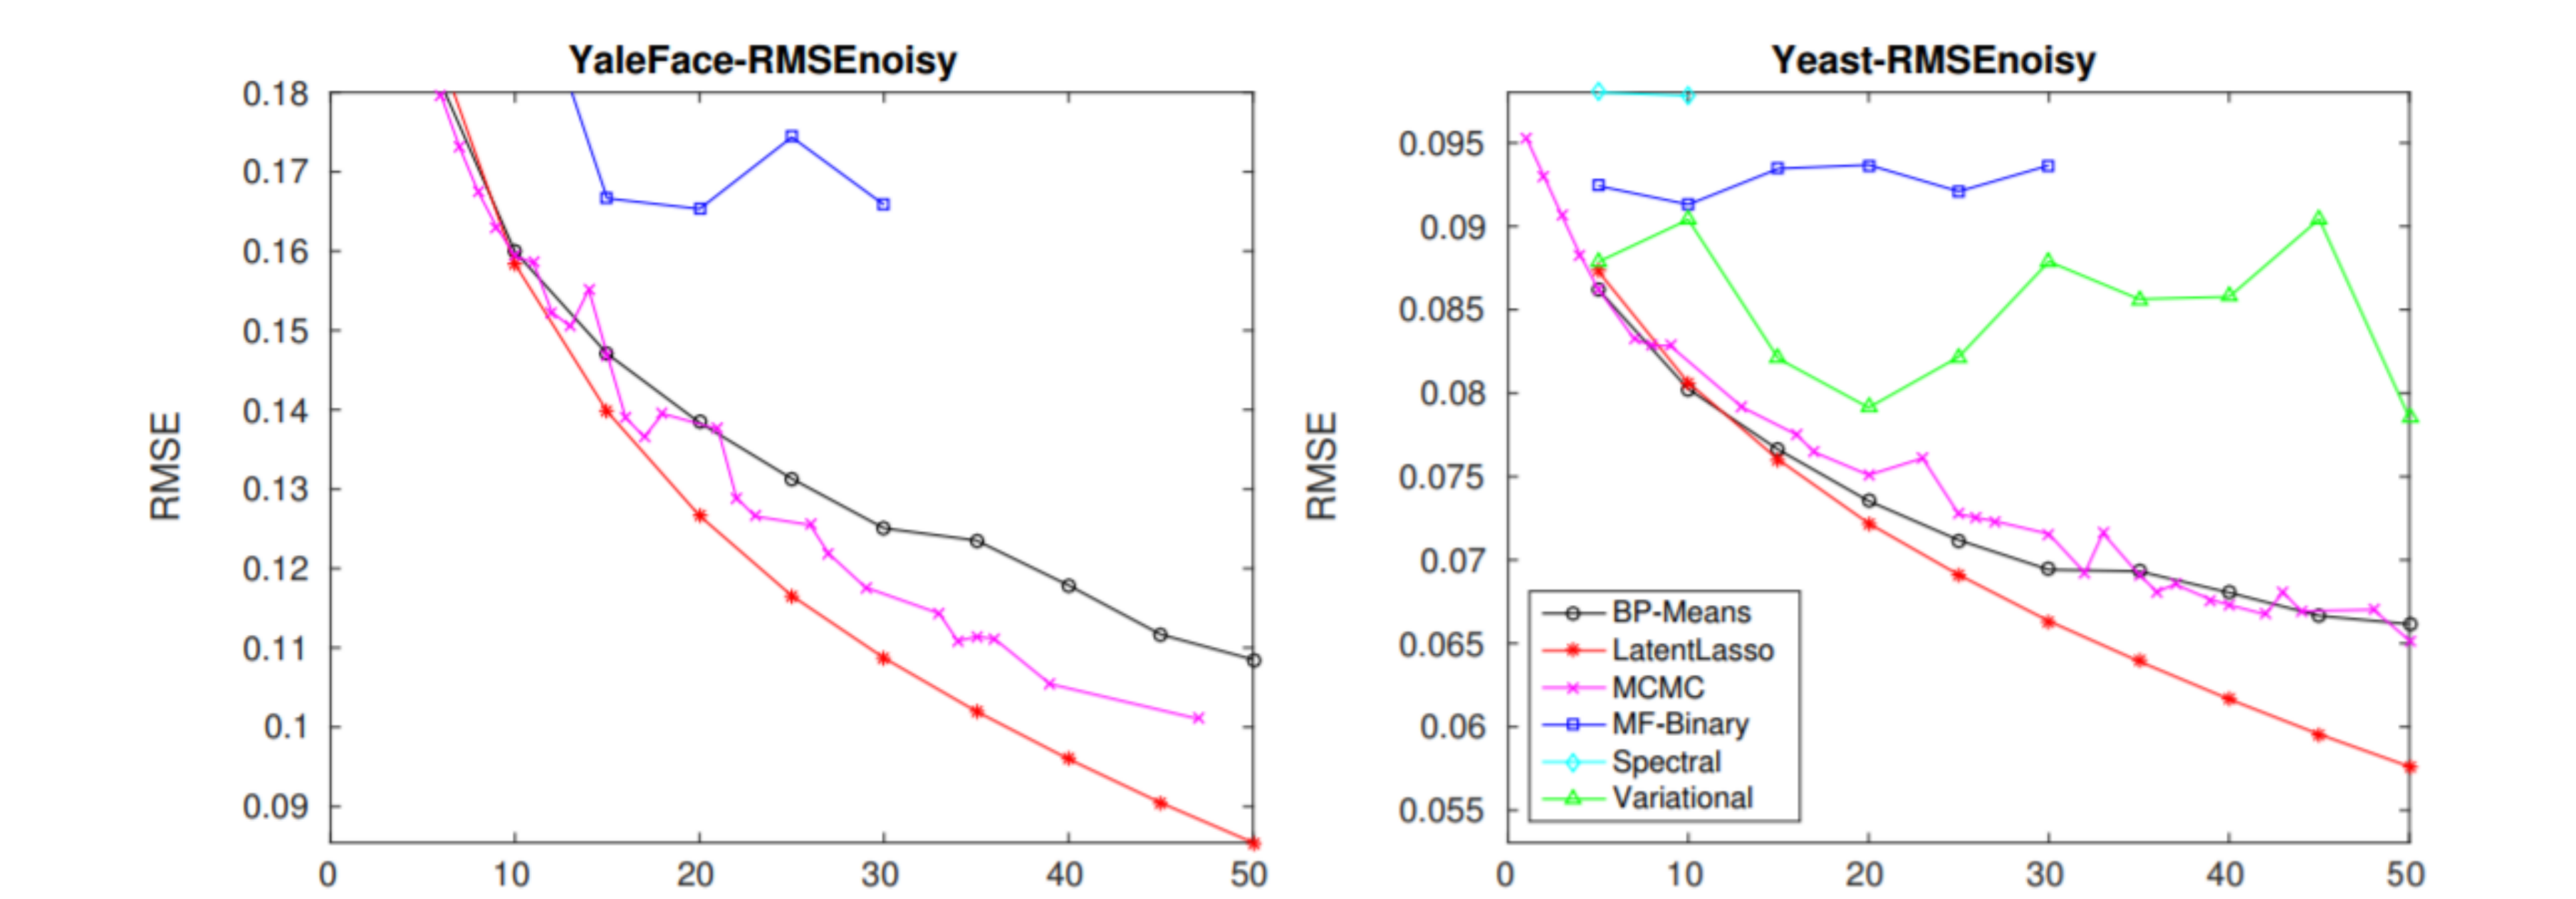 YaleFace-RMSEnoisy
0.18
0.17
0.16
0.15
0.14
0.13
0.12
0.11
0.1
0.09
RMSE
0 10 20 30 40 50
Yeast-RMSEnoisy
0.095
0.09
0.085
0.08
0.075
0.07
0.065
0.06
0.055
RMSE
BP-Means
LatentLasso
MCMC
MF-Binary
Spectral
Variational
0 10 20 30 40 50